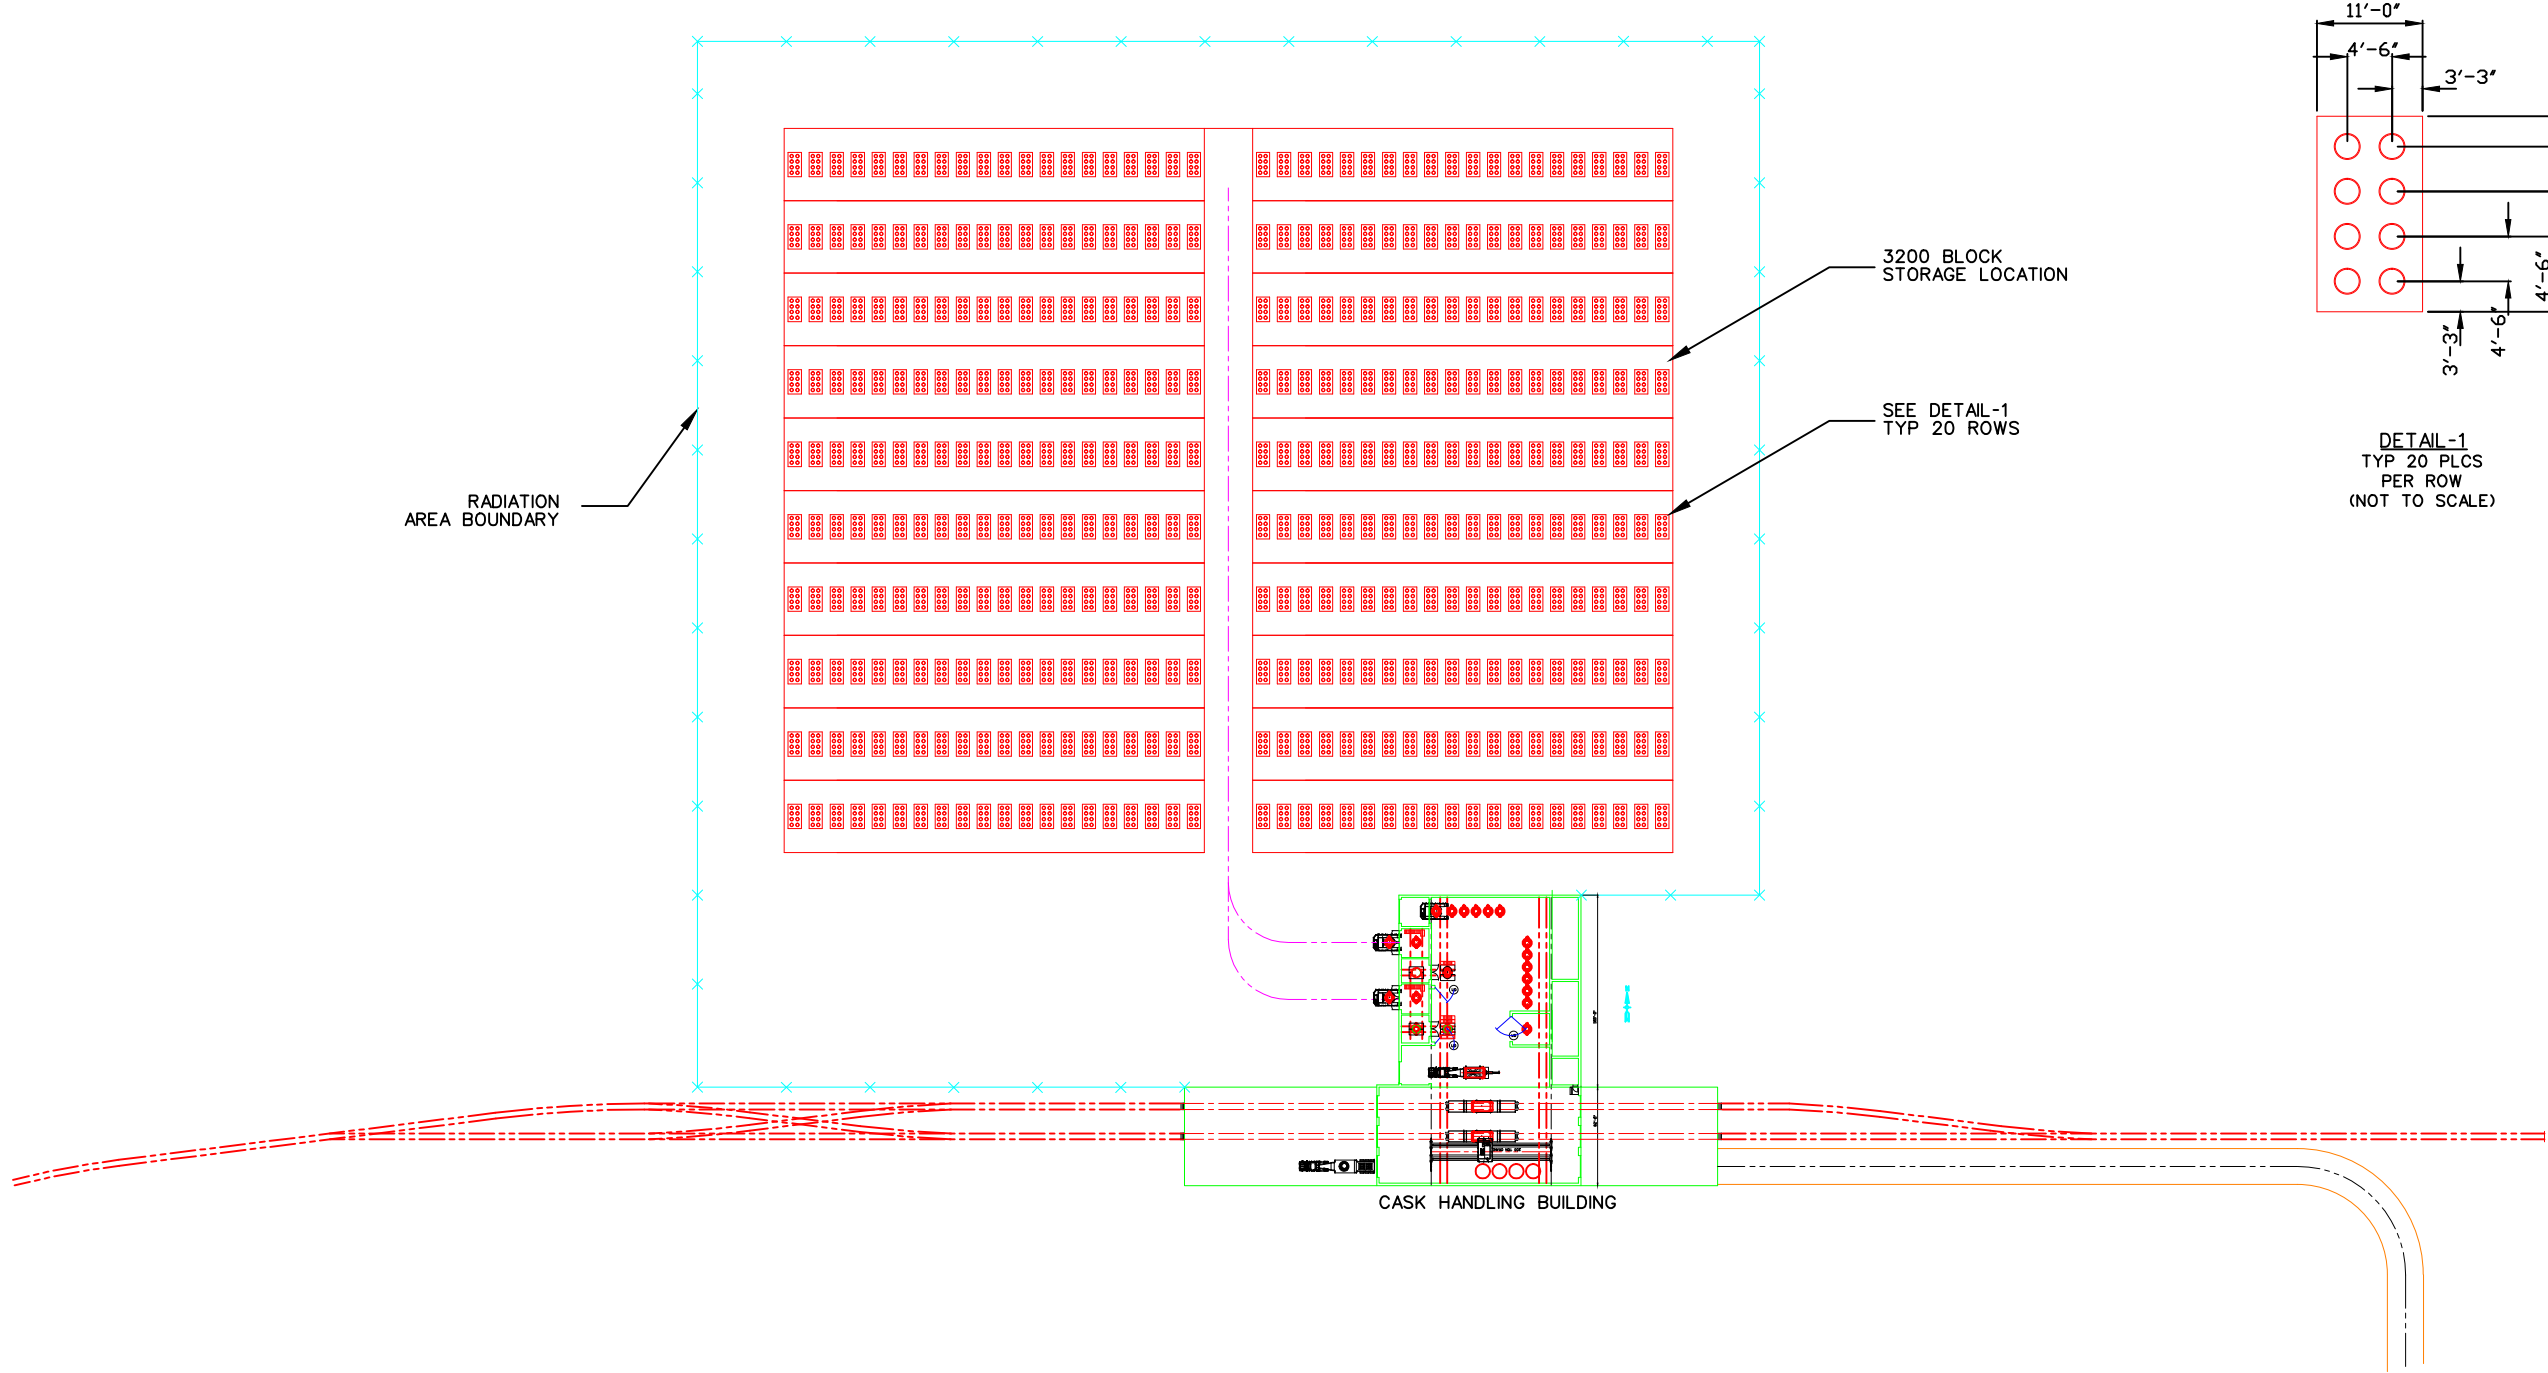 11'-0"
4'-6"
3'-3"
3200 BLOCK
STORAGE LOCATION
4'-6"
4'-6"
3'-3"
SEE DETAIL-1
TYP 20 ROWS
DETAIL-1
TYP 20 PLCS
PER ROW
(NOT TO SCALE)
RADIATION
AREA BOUNDARY
CASK HANDLING BUILDING